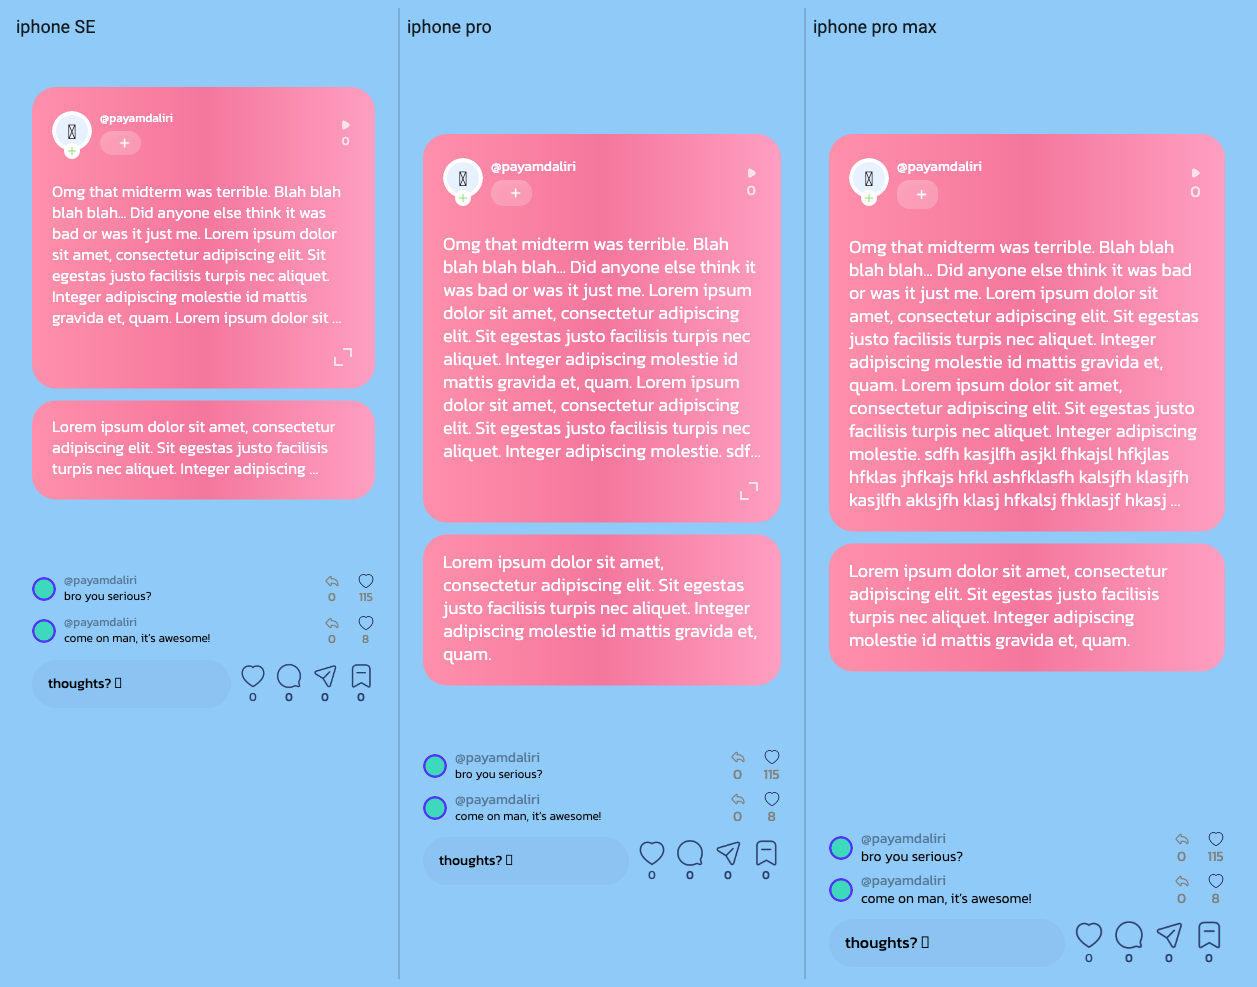 iphone SE
@payamdaliri
0
Omg that midterm was terrible. Blah blah
blah blah... Did anyone else think it was
bad or was it just me. Lorem ipsum dolor
sit amet, consectetur adipiscing elit. Sit
egestas justo facilisis turpis nec aliquet.
Integer adipiscing molestie id mattis
gravida et, quam. Lorem ipsum dolor sit ...
Lorem ipsum dolor sit amet, consectetur
adipiscing elit. Sit egestas justo facilisis
turpis nec aliquet. Integer adipiscing ...
@payamdaliri
bro you serious?
0 115
@payamdaliri
come on man, it's awesome!
0 8
thoughts?
0 0 0 0
iphone pro
@payamdaliri
0
Omg that midterm was terrible. Blah
blah blah blah... Did anyone else think it
was bad or was it just me. Lorem ipsum
dolor sit amet, consectetur adipiscing
elit. Sit egestas justo facilisis turpis nec
aliquet. Integer adipiscing molestie id
mattis gravida et, quam. Lorem ipsum
dolor sit amet, consectetur adipiscing
elit. Sit egestas justo facilisis turpis nec
aliquet. Integer adipiscing molestie. sdf...
Lorem ipsum dolor sit amet,
consectetur adipiscing elit. Sit egestas
justo facilisis turpis nec aliquet. Integer
adipiscing molestie id mattis gravida et,
quam.
@payamdaliri
bro you serious?
0 115
@payamdaliri
come on man, it's awesome!
0 8
thoughts?
0 0 0 0
iphone pro max
@payamdaliri
0
Omg that midterm was terrible. Blah blah
blah blah... Did anyone else think it was bad
or was it just me. Lorem ipsum dolor sit
amet, consectetur adipiscing elit. Sit egestas
justo facilisis turpis nec aliquet. Integer
adipiscing molestie id mattis gravida et,
quam. Lorem ipsum dolor sit amet,
consectetur adipiscing elit. Sit egestas justo
facilisis turpis nec aliquet. Integer adipiscing
molestie. sdfh kasjlfh asjkl fhkajsl hfkjlas
hfklas jhfkajs hfkl ashfklasfh kalsjfh klasjfh
kasjlfh aklsjfh klasj hfkalsj fhklasjf hkasj ...
Lorem ipsum dolor sit amet, consectetur
adipiscing elit. Sit egestas justo facilisis
turpis nec aliquet. Integer adipiscing
molestie id mattis gravida et, quam.
@payamdaliri
bro you serious?
0 115
@payamdaliri
come on man, it's awesome!
0 8
thoughts?
0 0 0 0